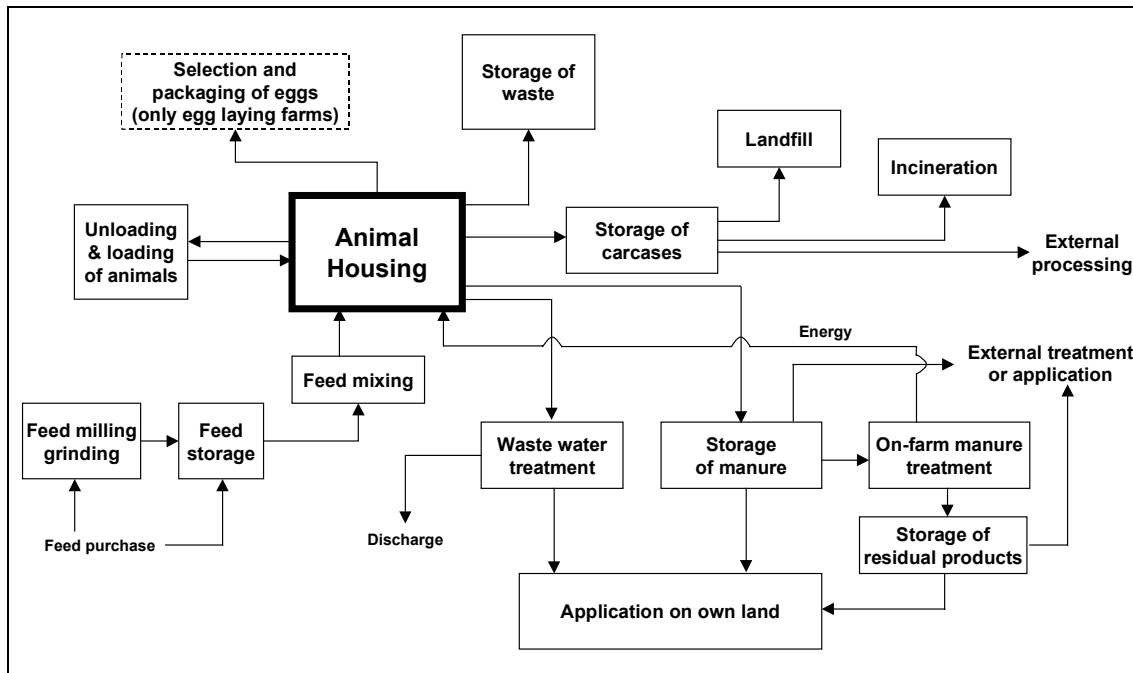 Selection and
packaging of eggs
(only egg laying farms)
Storage of
waste
Landfill
Incineration
Unloading
& loading
of animals
Animal
Housing
Storage of
carcases
External
processing
Energy
External treatment
or application
Feed mixing
Feed milling
grinding
Feed
storage
Waste water
treatment
Storage
of manure
On-farm manure
treatment
Feed purchase
Discharge
Storage of
residual products
Application on own land